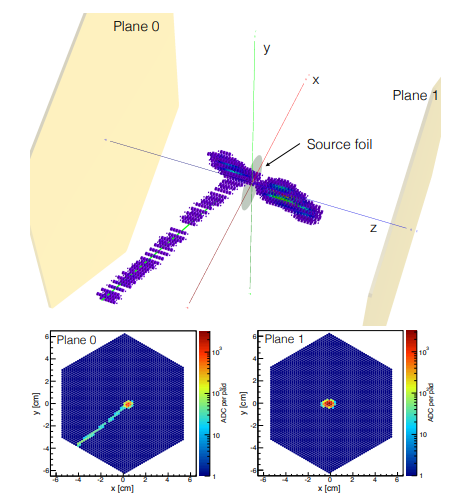 Plane 0
y
x
Plane 1
Source foil
z
Plane 0
y [cm]
6
4
2
0
-2
-4
-6
-6 -4 -2 0 2 4 6
x [cm]
10³
10²
10
1
ADC per pad
Plane 1
y [cm]
6
4
2
0
-2
-4
-6
-6 -4 -2 0 2 4 6
x [cm]
10³
10²
10
1
ADC per pad